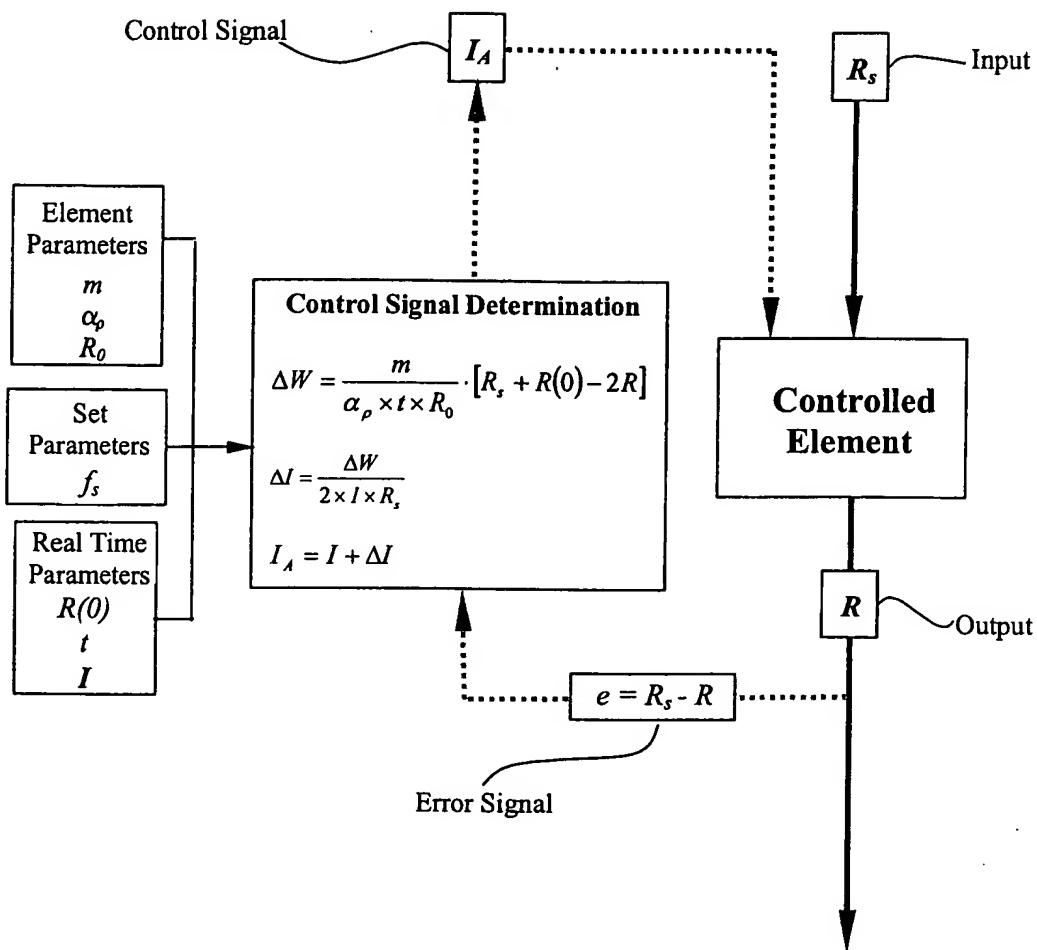 Control Signal
I_A
R_s
Input
Element
Parameters
m
α_ρ
R_0
Set
Parameters
f_s
Real Time
Parameters
R(0)
t
I
Control Signal Determination
ΔW = m / (α_ρ × t × R_0) · [R_s + R(0) − 2R]
ΔI = ΔW / (2 × I × R_s)
I_A = I + ΔI
Controlled
Element
R
Output
e = R_s - R
Error Signal